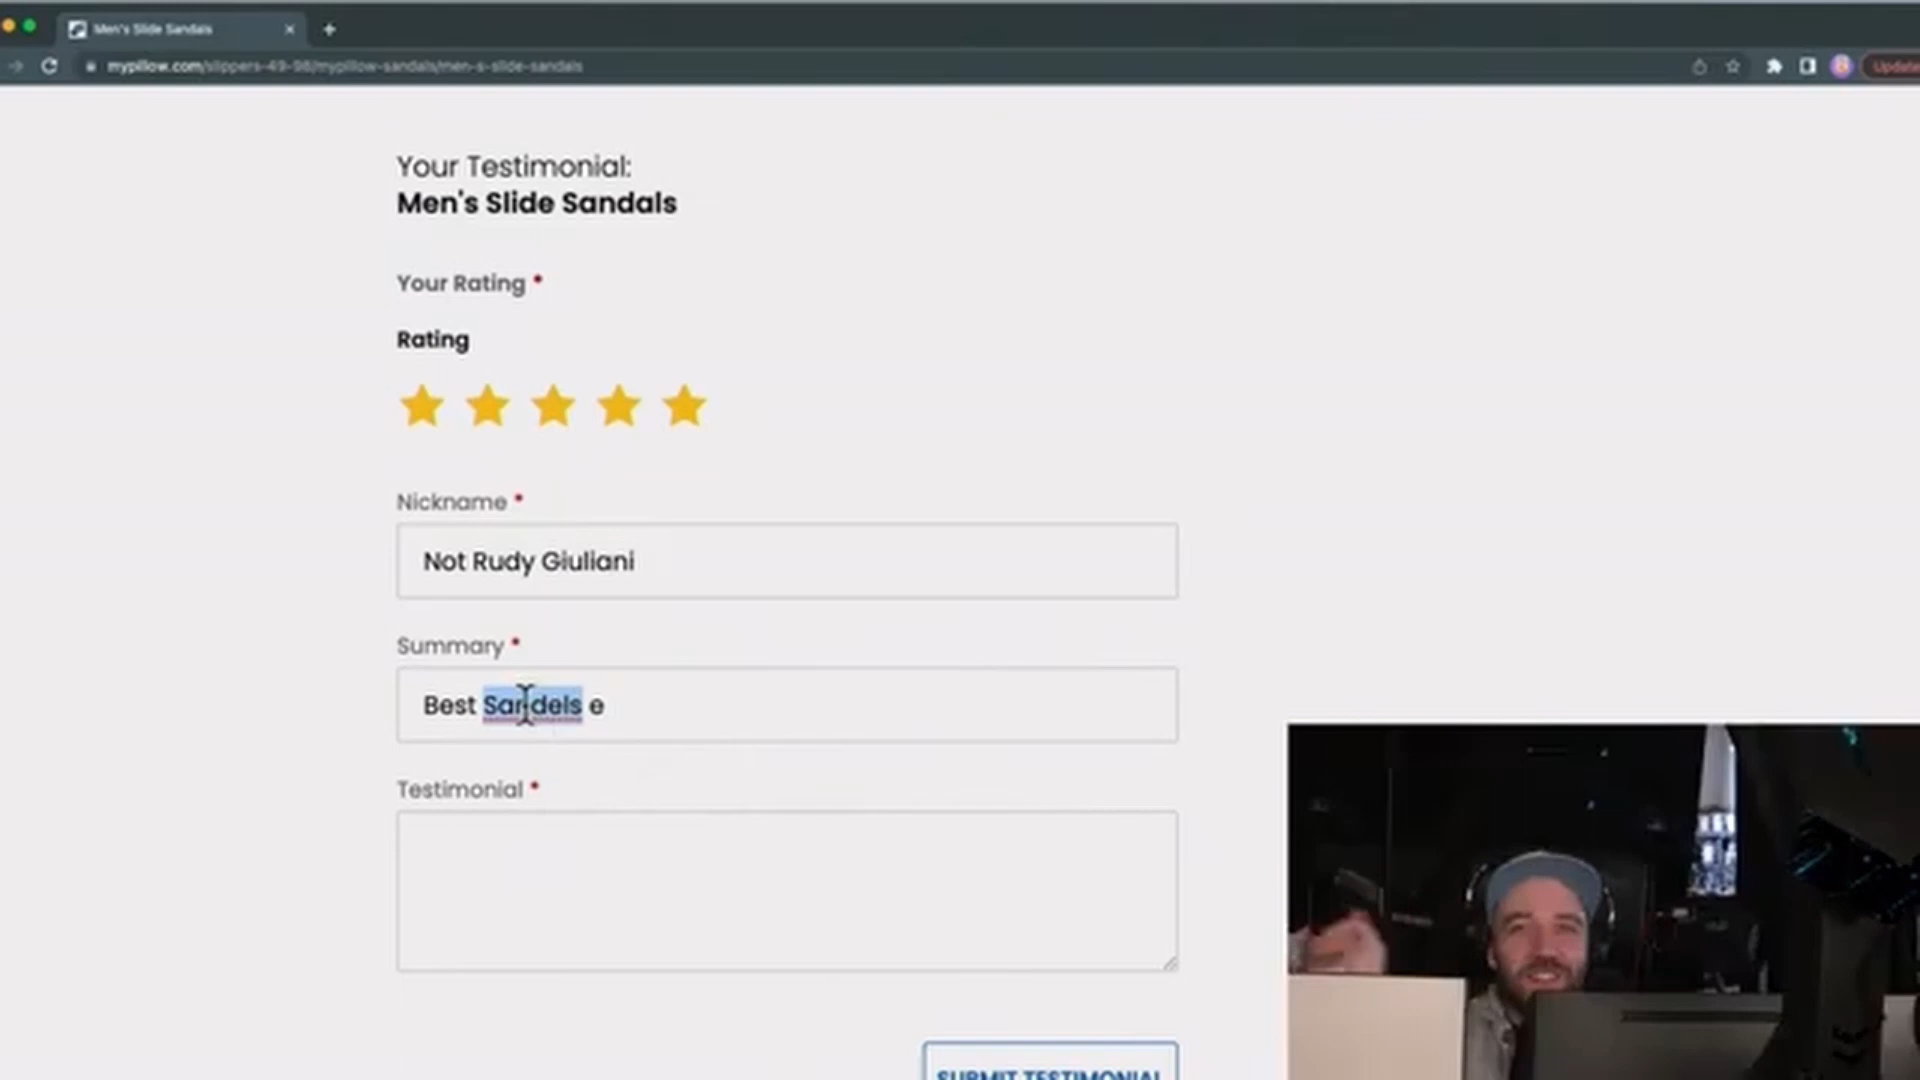 Men's Slide Sandals
mypillow.com/slippers-49-98/mypillow-sandals/men-s-slide-sandals
Update
Your Testimonial:
Men's Slide Sandals
Your Rating *
Rating
Nickname *
Not Rudy Giuliani
Summary *
Best Sandels e
Testimonial *
SUBMIT TESTIMONIAL